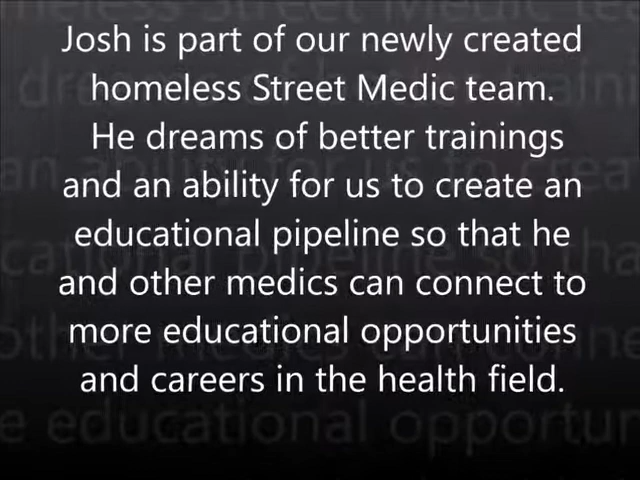 Josh is part of our newly created
homeless Street Medic team.
He dreams of better trainings
and an ability for us to create an
educational pipeline so that he
and other medics can connect to
more educational opportunities
and careers in the health field.